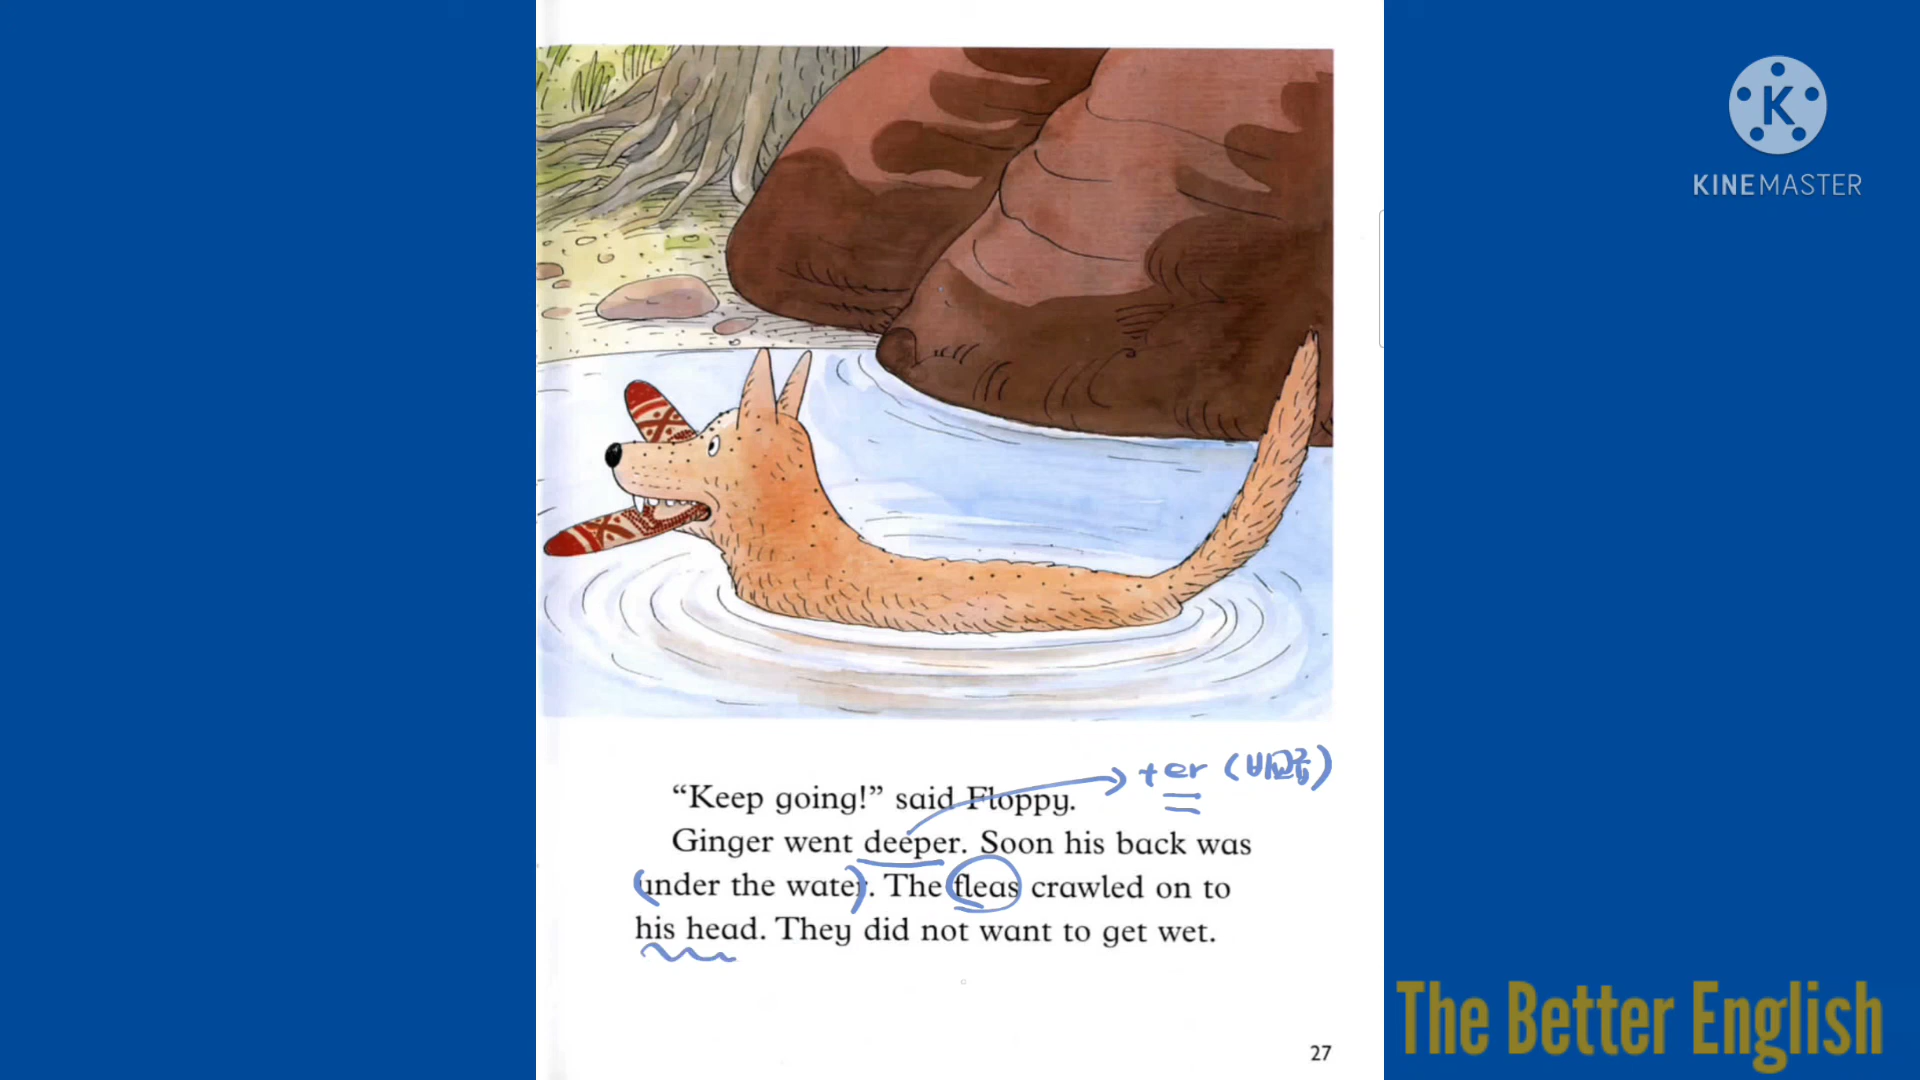 KINEMASTER
+er (비교급)
“Keep going!” said Floppy.
Ginger went deeper. Soon his back was
under the water. The fleas crawled on to
his head. They did not want to get wet.
27
The Better English